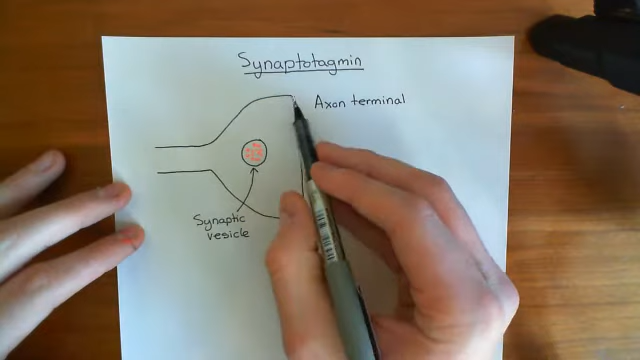 Synaptotagmin
Axon terminal
Synaptic
vesicle